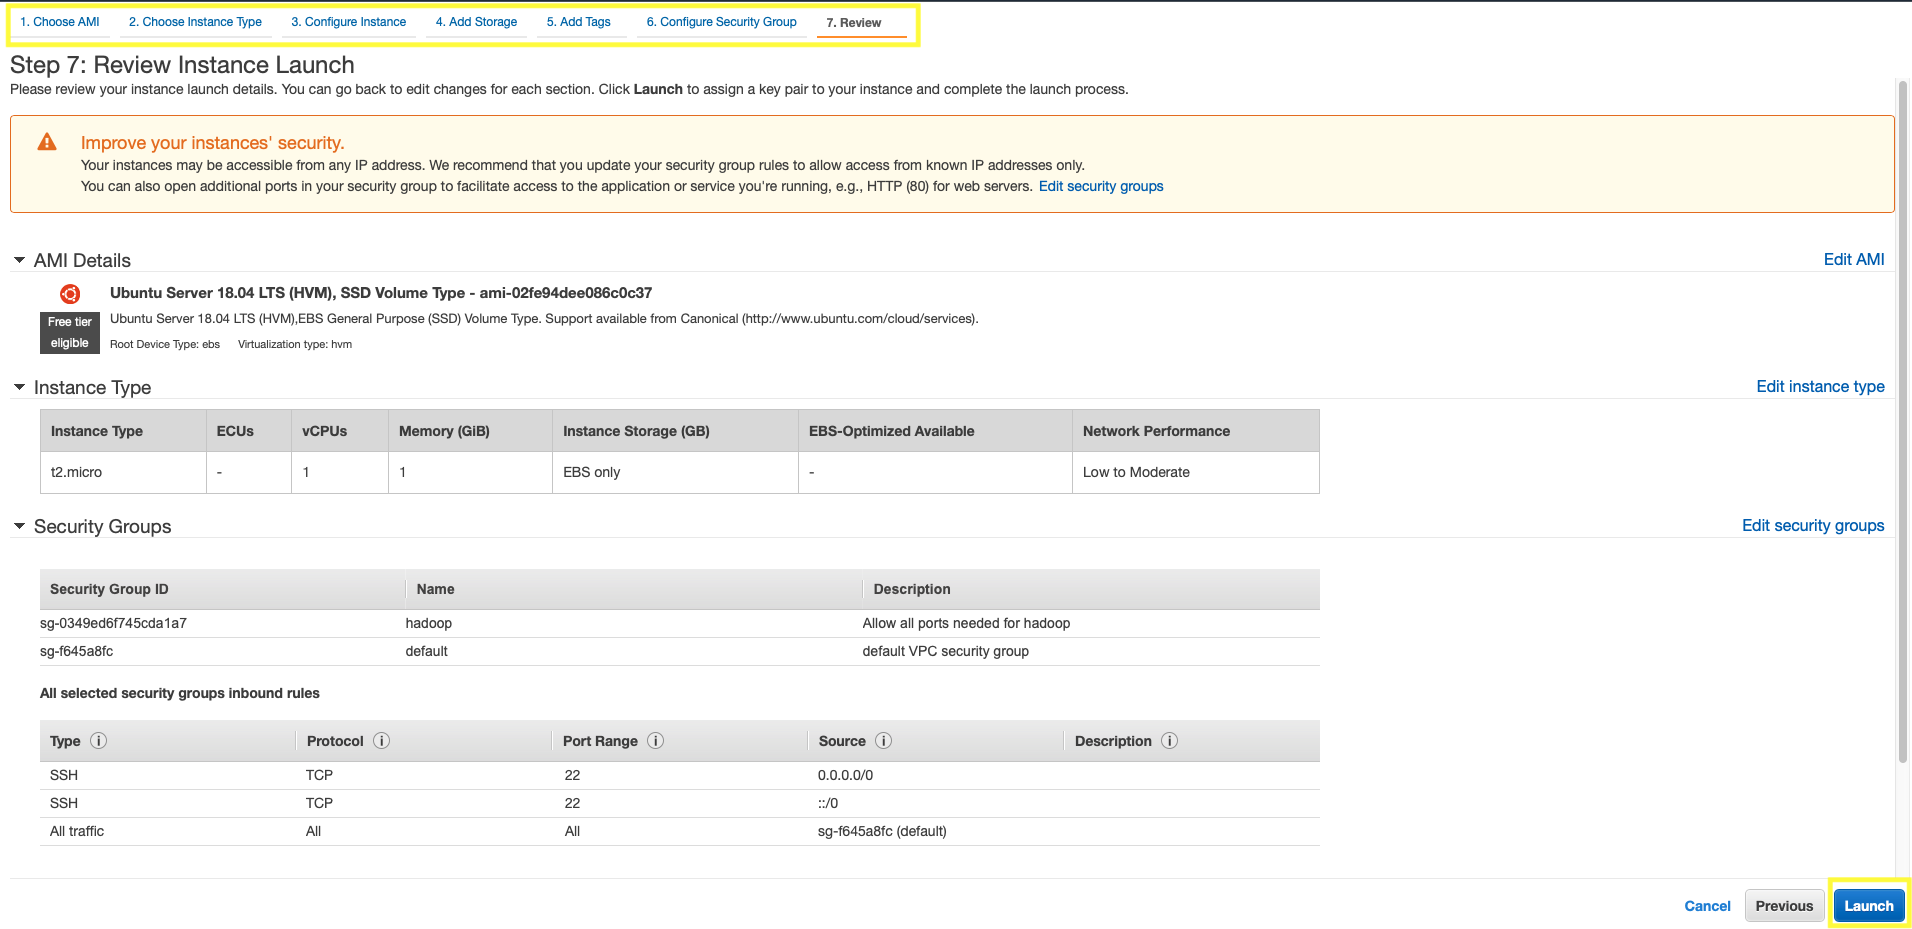 1. Choose AMI 2. Choose Instance Type 3. Configure Instance 4. Add Storage 5. Add Tags 6. Configure Security Group 7. Review
Step 7: Review Instance Launch
Please review your instance launch details. You can go back to edit changes for each section. Click Launch to assign a key pair to your instance and complete the launch process.
Improve your instances' security.
Your instances may be accessible from any IP address. We recommend that you update your security group rules to allow access from known IP addresses only.
You can also open additional ports in your security group to facilitate access to the application or service you're running, e.g., HTTP (80) for web servers. Edit security groups
AMI Details Edit AMI
Ubuntu Server 18.04 LTS (HVM), SSD Volume Type - ami-02fe94dee086c0c37
Free tier eligible
Ubuntu Server 18.04 LTS (HVM),EBS General Purpose (SSD) Volume Type. Support available from Canonical (http://www.ubuntu.com/cloud/services).
Root Device Type: ebs Virtualization type: hvm
Instance Type Edit instance type
Instance Type ECUs vCPUs Memory (GiB) Instance Storage (GB) EBS-Optimized Available Network Performance
t2.micro - 1 1 EBS only - Low to Moderate
Security Groups Edit security groups
Security Group ID Name Description
sg-0349ed6f745cda1a7 hadoop Allow all ports needed for hadoop
sg-f645a8fc default default VPC security group
All selected security groups inbound rules
Type i Protocol i Port Range i Source i Description i
SSH TCP 22 0.0.0.0/0
SSH TCP 22 ::/0
All traffic All All sg-f645a8fc (default)
Cancel Previous Launch